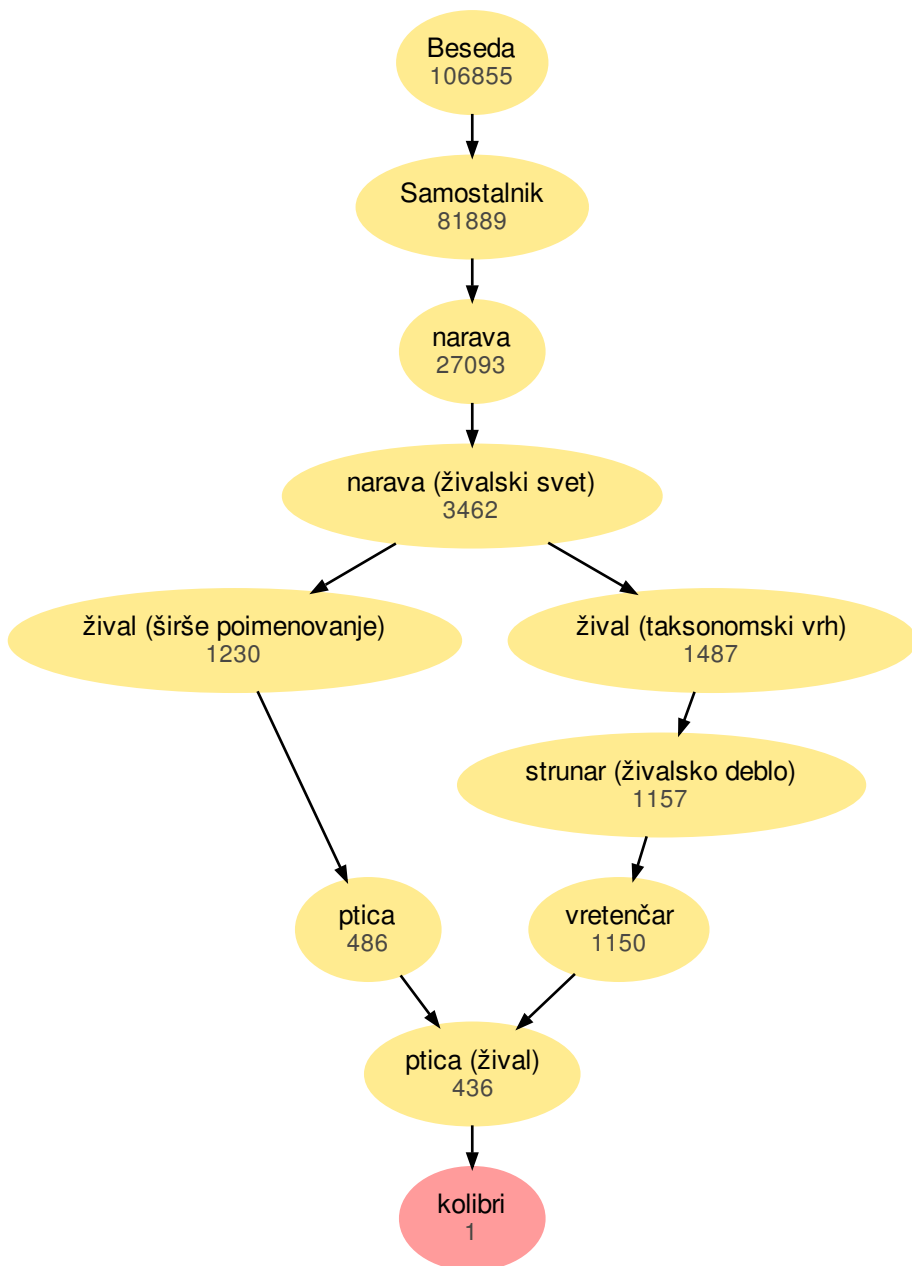 Beseda
106855
Samostalnik
81889
narava
27093
narava (živalski svet)
3462
žival (širše poimenovanje)
1230
žival (taksonomski vrh)
1487
strunar (živalsko deblo)
1157
ptica
486
vretenčar
1150
ptica (žival)
436
kolibri
1